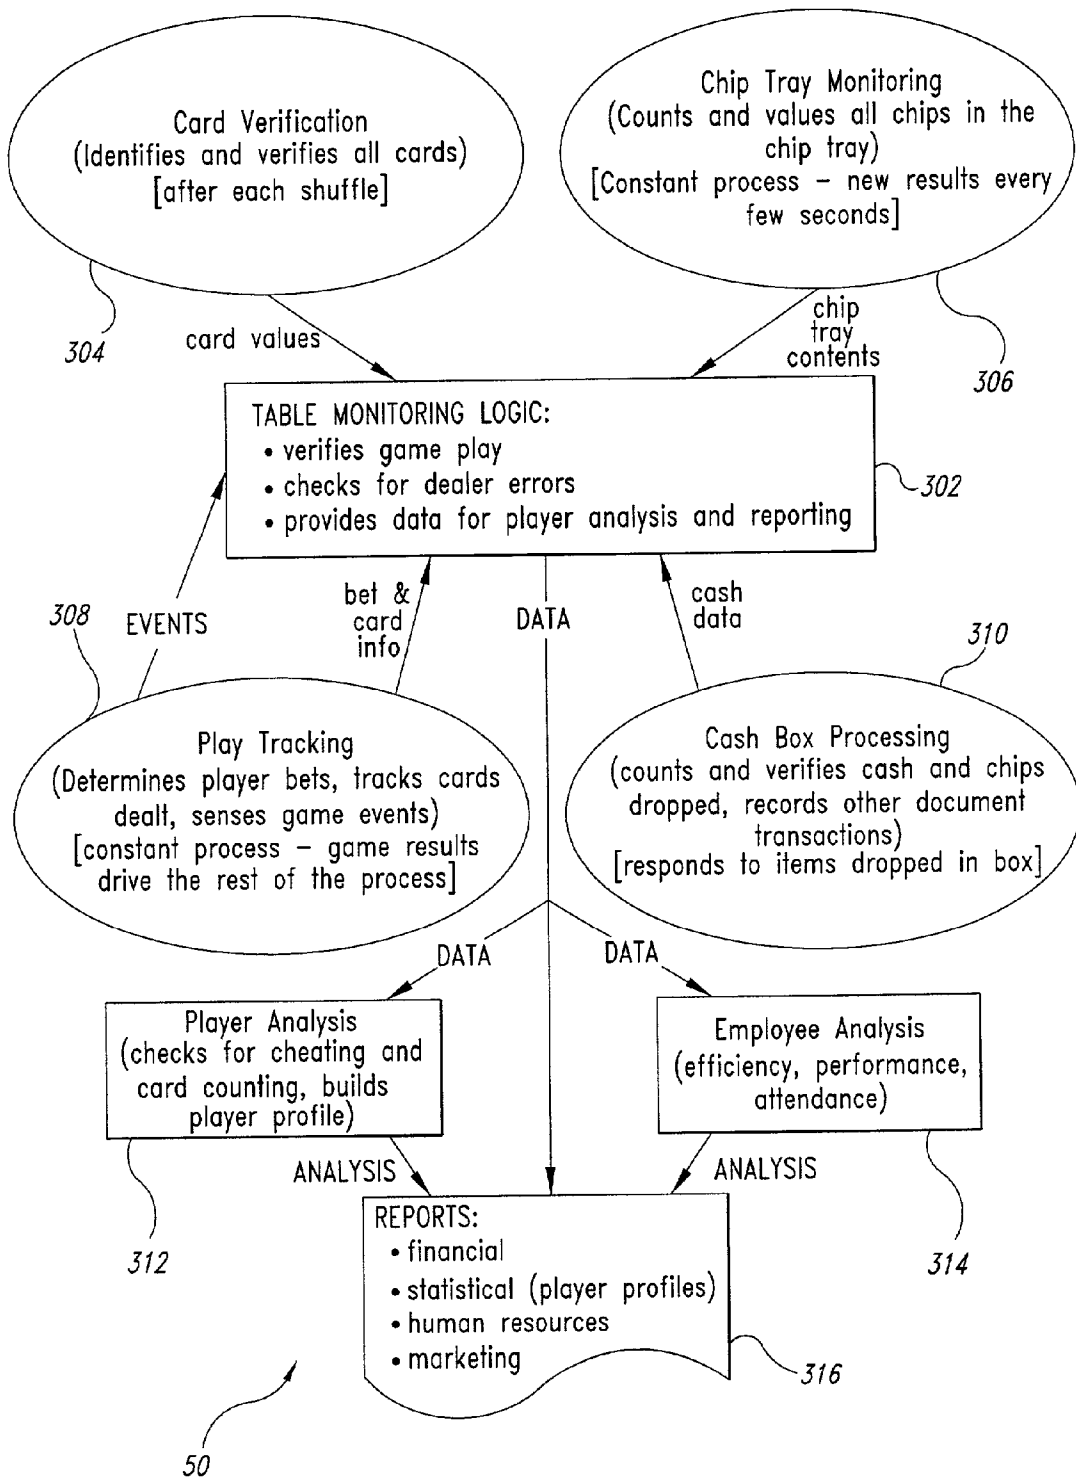 Card Verification
(Identifies and verifies all cards)
[after each shuffle]
304
Chip Tray Monitoring
(Counts and values all chips in the
chip tray)
[Constant process – new results every
few seconds]
306
card values
chip
tray
contents
TABLE MONITORING LOGIC:
• verifies game play
• checks for dealer errors
• provides data for player analysis and reporting
302
308
EVENTS
bet &
card
info
DATA
cash
data
310
Play Tracking
(Determines player bets, tracks cards
dealt, senses game events)
[constant process – game results
drive the rest of the process]
Cash Box Processing
(counts and verifies cash and chips
dropped, records other document
transactions)
[responds to items dropped in box]
DATA
DATA
Player Analysis
(checks for cheating and
card counting, builds
player profile)
312
Employee Analysis
(efficiency, performance,
attendance)
314
ANALYSIS
ANALYSIS
REPORTS:
• financial
• statistical (player profiles)
• human resources
• marketing
316
50